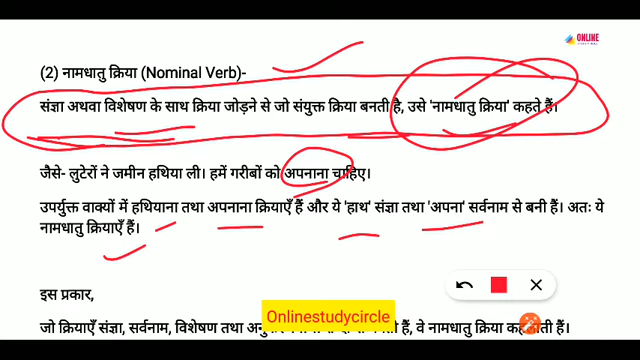 ONLINE
(2) नामधातु क्रिया (Nominal Verb)-
संज्ञा अथवा विशेषण के साथ क्रिया जोड़ने से जो संयुक्त क्रिया बनती है, उसे 'नामधातु क्रिया' कहते हैं।
जैसे- लुटेरों ने जमीन हथिया ली। हमें गरीबों को अपनाना चाहिए।
उपर्युक्त वाक्यों में हथियाना तथा अपनाना क्रियाएँ हैं और ये 'हाथ' संज्ञा तथा 'अपना' सर्वनाम से बनी हैं। अतः ये
नामधातु क्रियाएँ हैं।
इस प्रकार,
Onlinestudycircle
जो क्रियाएँ संज्ञा, सर्वनाम, विशेषण तथा हैं, वे नामधातु क्रिया हैं।